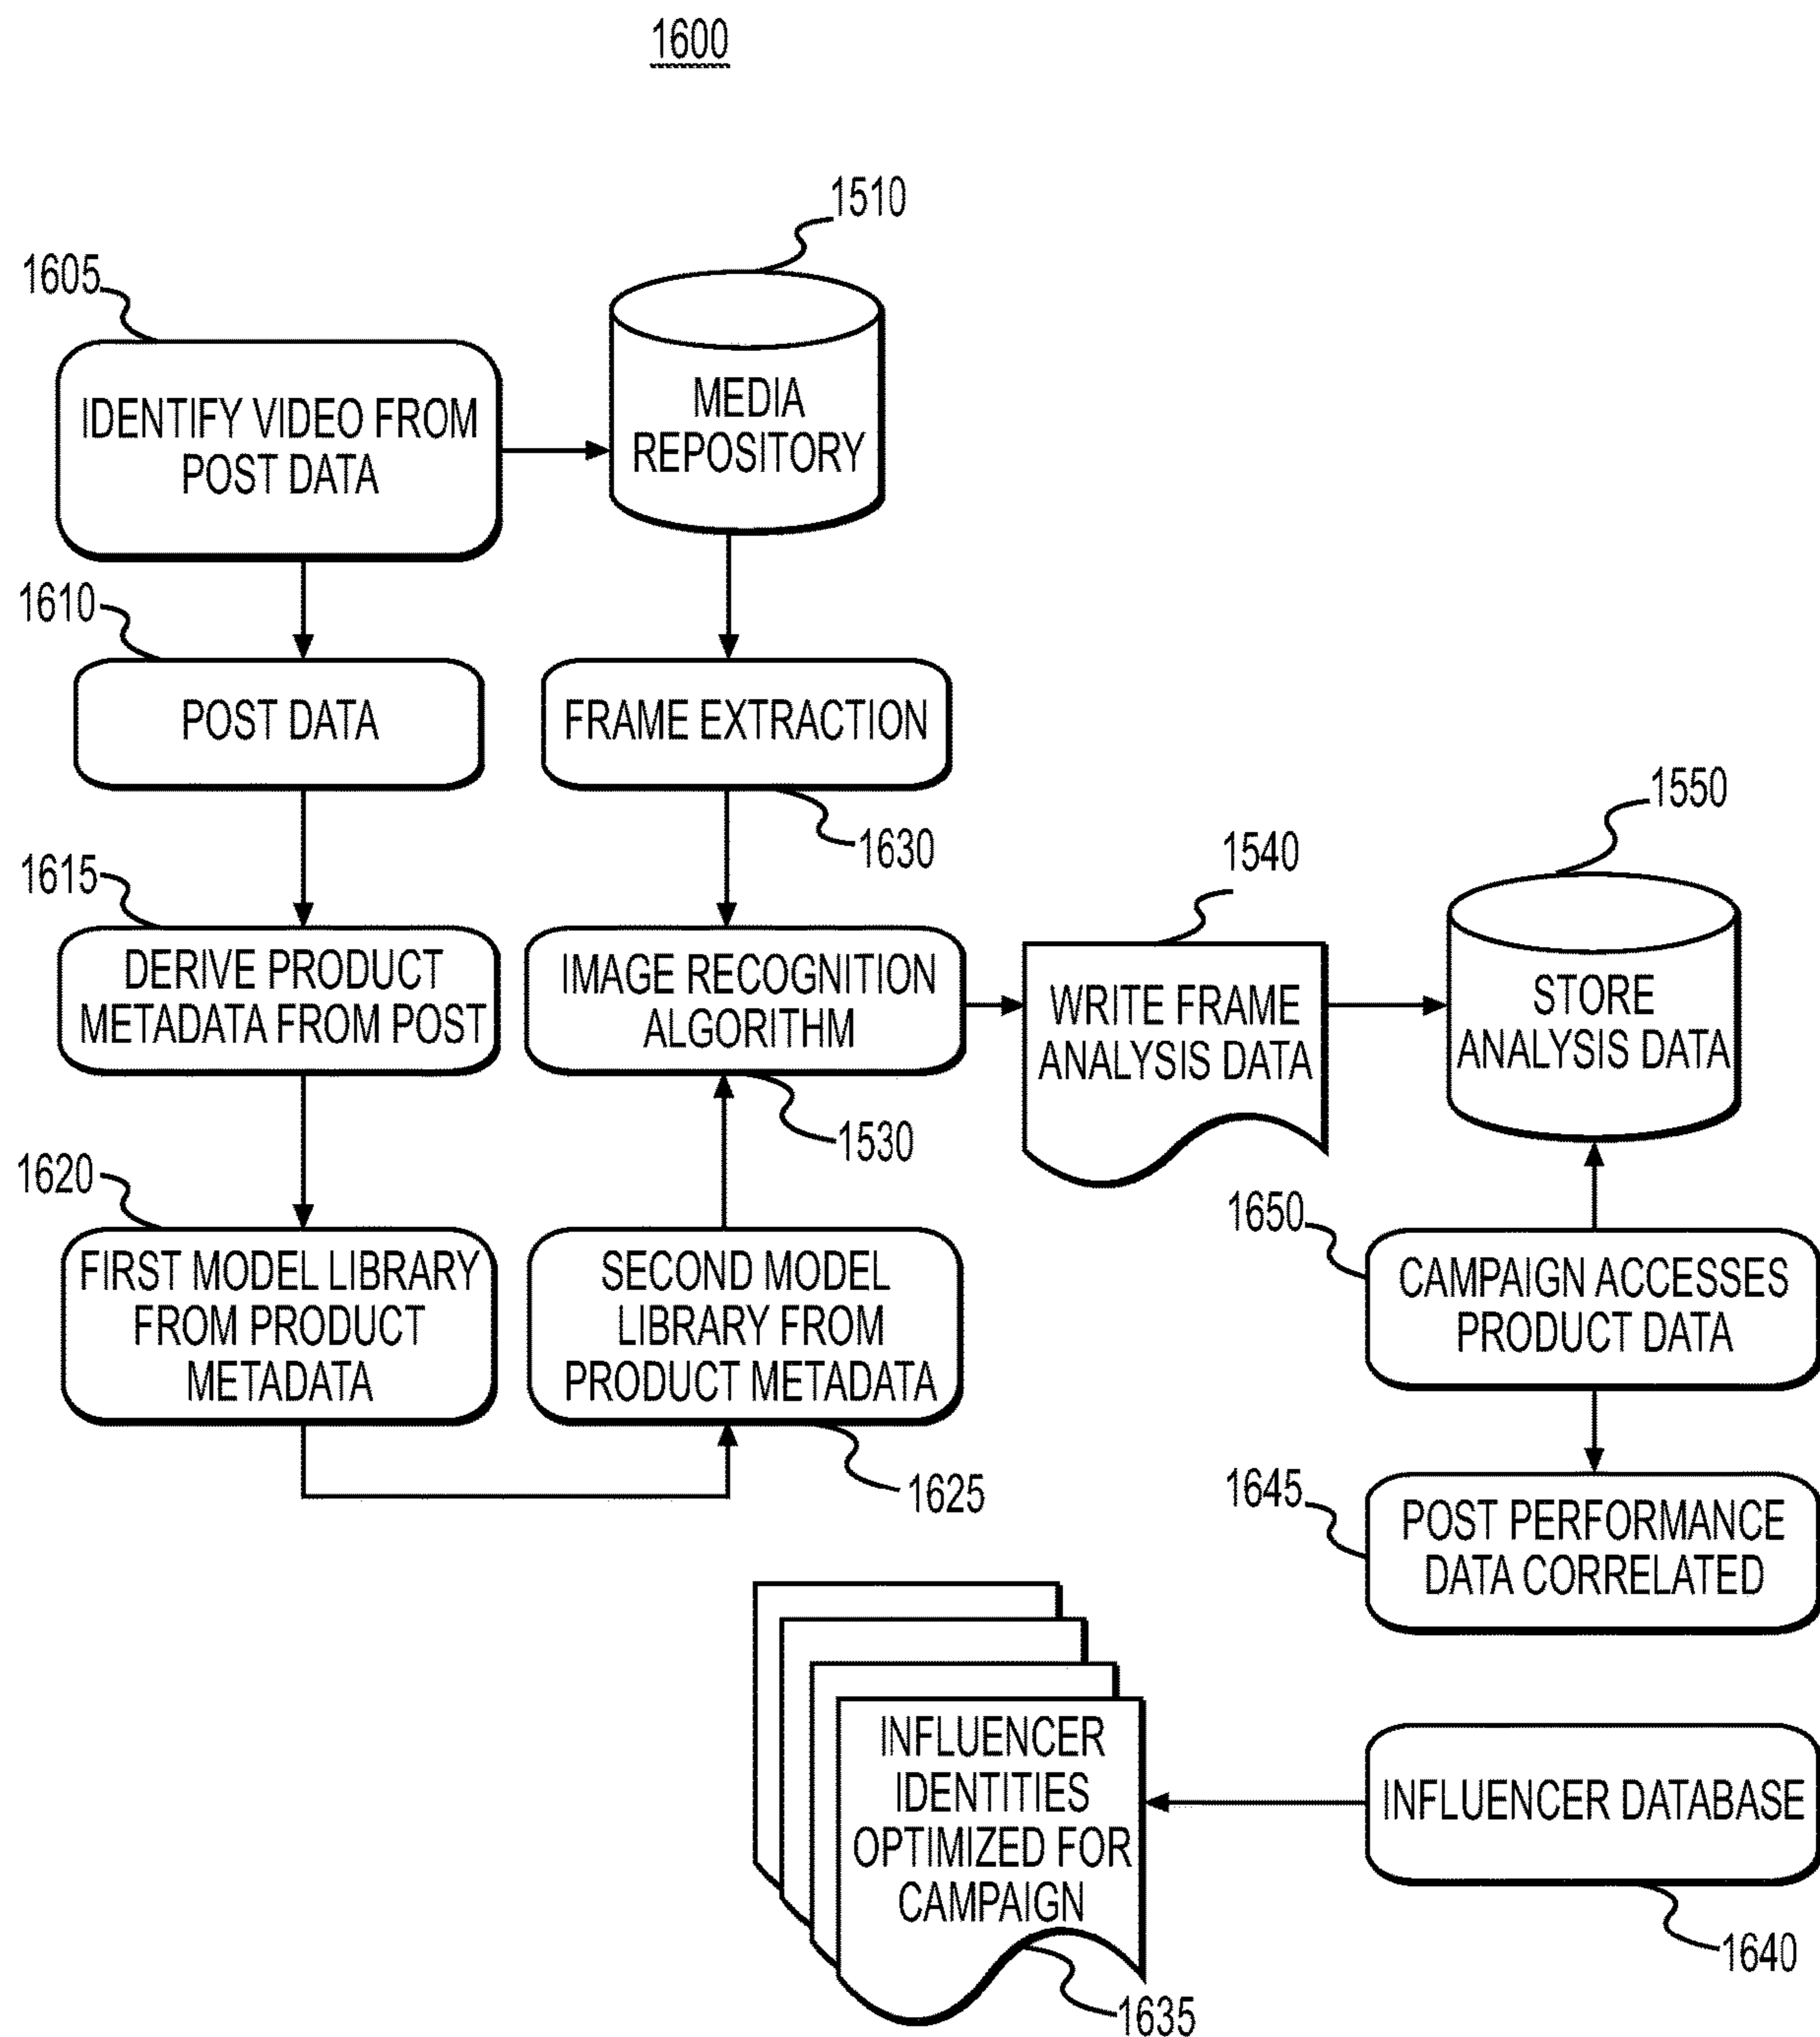 1600
1510
1605
IDENTIFY VIDEO FROM
POST DATA
MEDIA
REPOSITORY
1610
POST DATA
FRAME EXTRACTION
1630
1550
1540
1615
DERIVE PRODUCT
METADATA FROM POST
IMAGE RECOGNITION
ALGORITHM
WRITE FRAME
ANALYSIS DATA
STORE
ANALYSIS DATA
1530
1620
FIRST MODEL LIBRARY
FROM PRODUCT
METADATA
SECOND MODEL
LIBRARY FROM
PRODUCT METADATA
1625
1650
CAMPAIGN ACCESSES
PRODUCT DATA
1645
POST PERFORMANCE
DATA CORRELATED
INFLUENCER
IDENTITIES
OPTIMIZED FOR
CAMPAIGN
1635
INFLUENCER DATABASE
1640